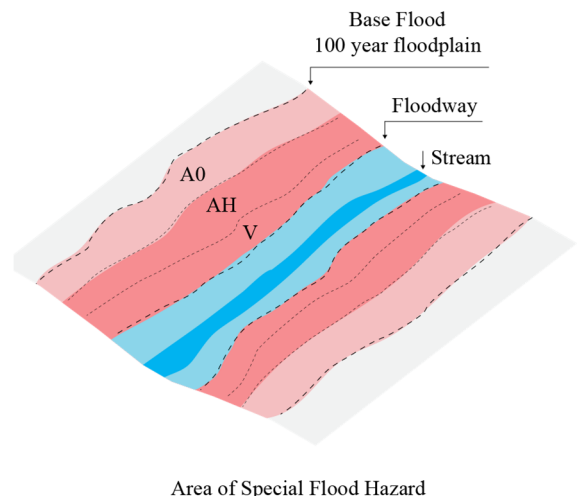 Base Flood
100 year floodplain
Floodway
Stream
A0
AH
V
Area of Special Flood Hazard